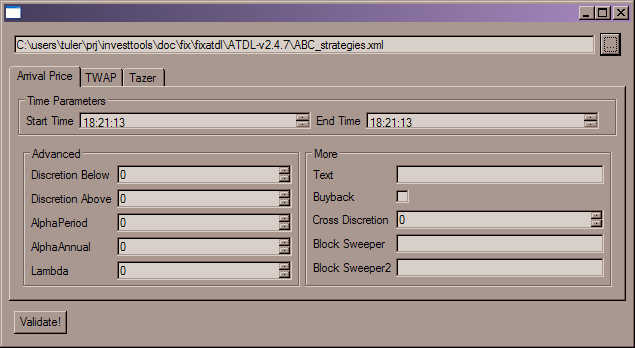 C:\users\tuler\prj\investtools\doc\fix\fixatdl\ATDL-v2.4.7\ABC_strategies.xml ...
Arrival Price TWAP Tazer
Time Parameters
Start Time 18:21:13 End Time 18:21:13
Advanced
Discretion Below 0
Discretion Above 0
AlphaPeriod 0
AlphaAnnual 0
Lambda 0
More
Text
Buyback
Cross Discretion 0
Block Sweeper
Block Sweeper2
Validate!